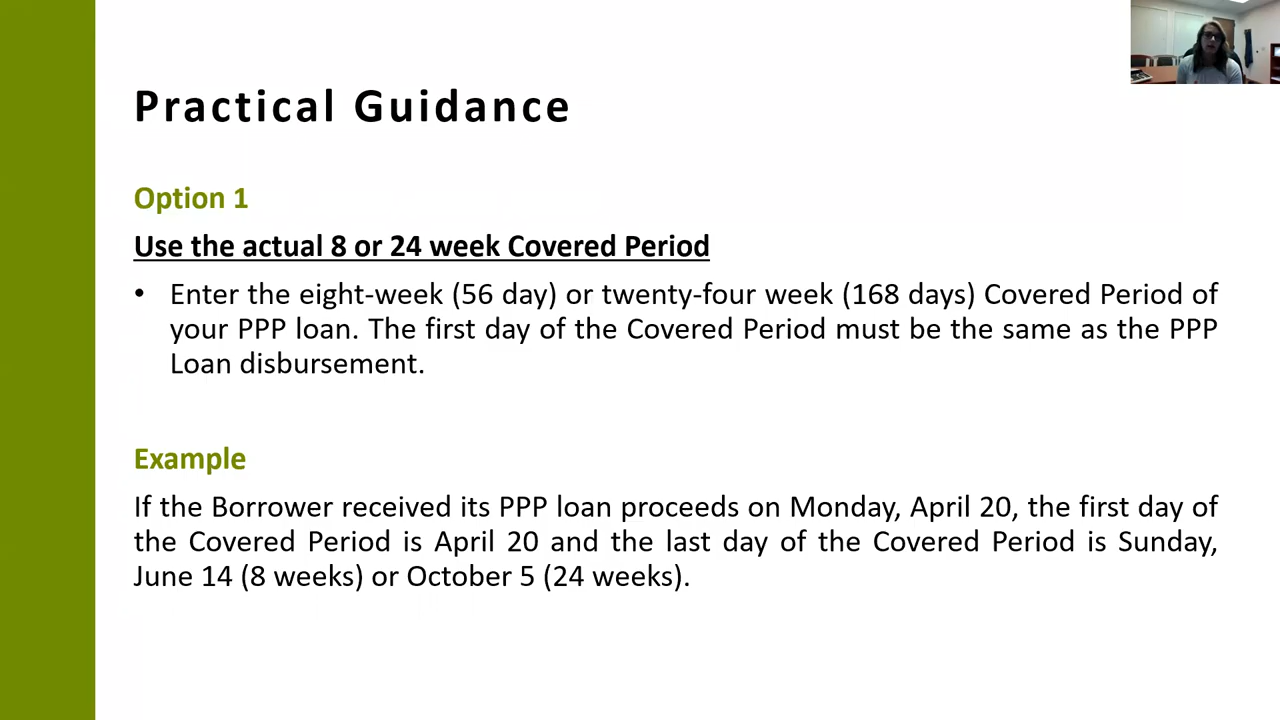 Practical Guidance
Option 1
Use the actual 8 or 24 week Covered Period
• Enter the eight-week (56 day) or twenty-four week (168 days) Covered Period of
your PPP loan. The first day of the Covered Period must be the same as the PPP
Loan disbursement.
Example
If the Borrower received its PPP loan proceeds on Monday, April 20, the first day of
the Covered Period is April 20 and the last day of the Covered Period is Sunday,
June 14 (8 weeks) or October 5 (24 weeks).